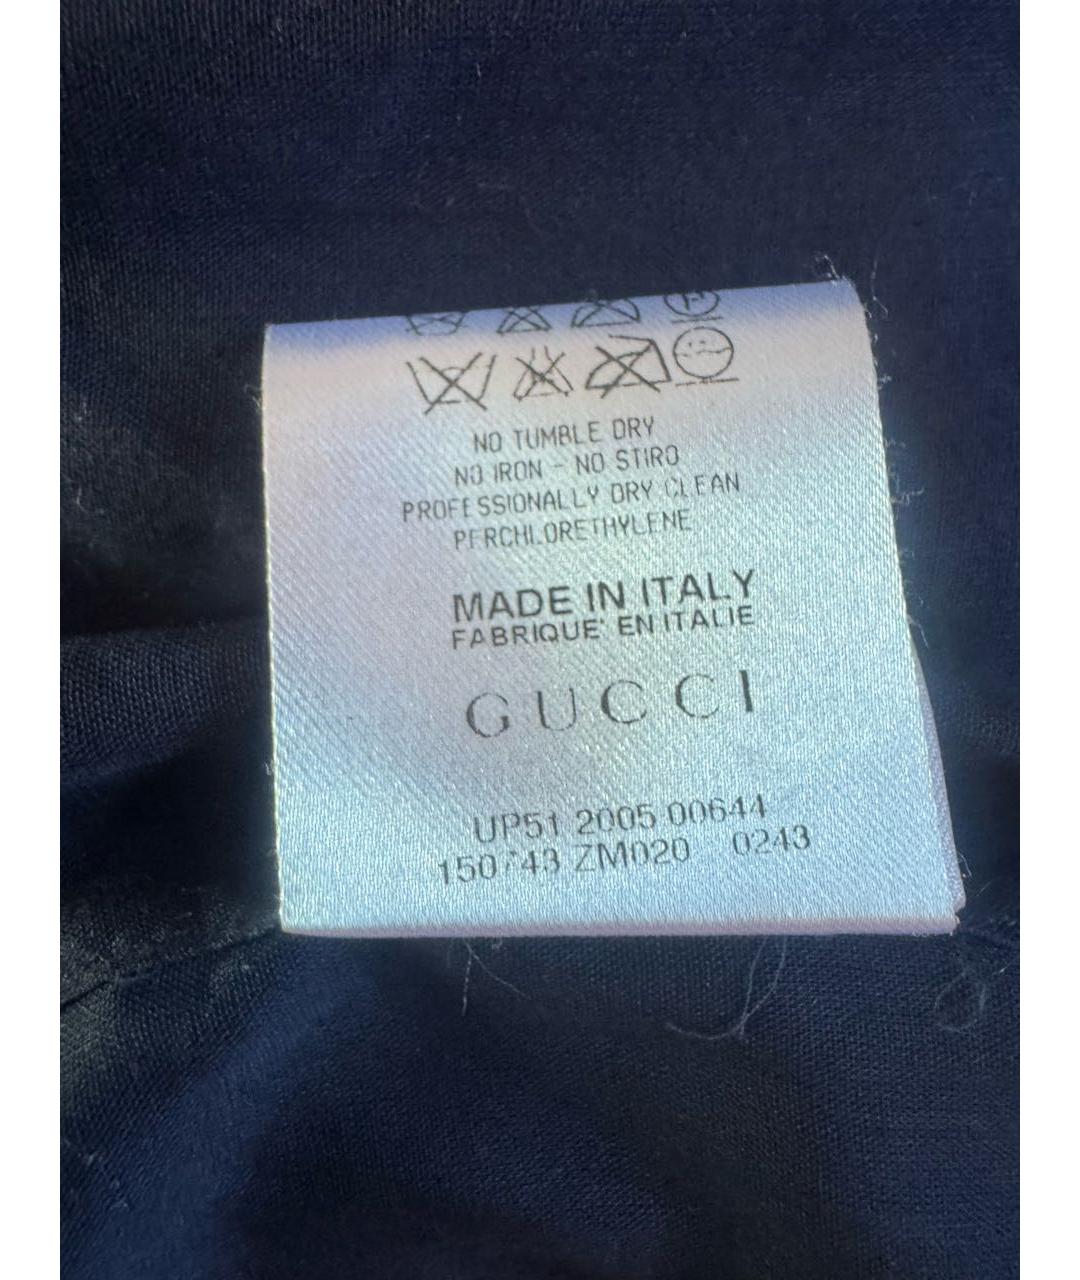 NO TUMBLE DRY
NO IRON - NO STIRO
PROFESSIONALLY DRY CLEAN
PERCHLORETHYLENE
MADE IN ITALY
FABRIQUE' EN ITALIE
GUCCI
UP51 2005 00644
150743 ZM020 0243